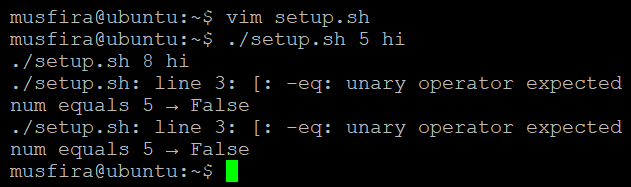 musfira@ubuntu:~$ vim setup.sh
musfira@ubuntu:~$ ./setup.sh 5 hi
./setup.sh 8 hi
./setup.sh: line 3: [: -eq: unary operator expected
num equals 5 → False
./setup.sh: line 3: [: -eq: unary operator expected
num equals 5 → False
musfira@ubuntu:~$